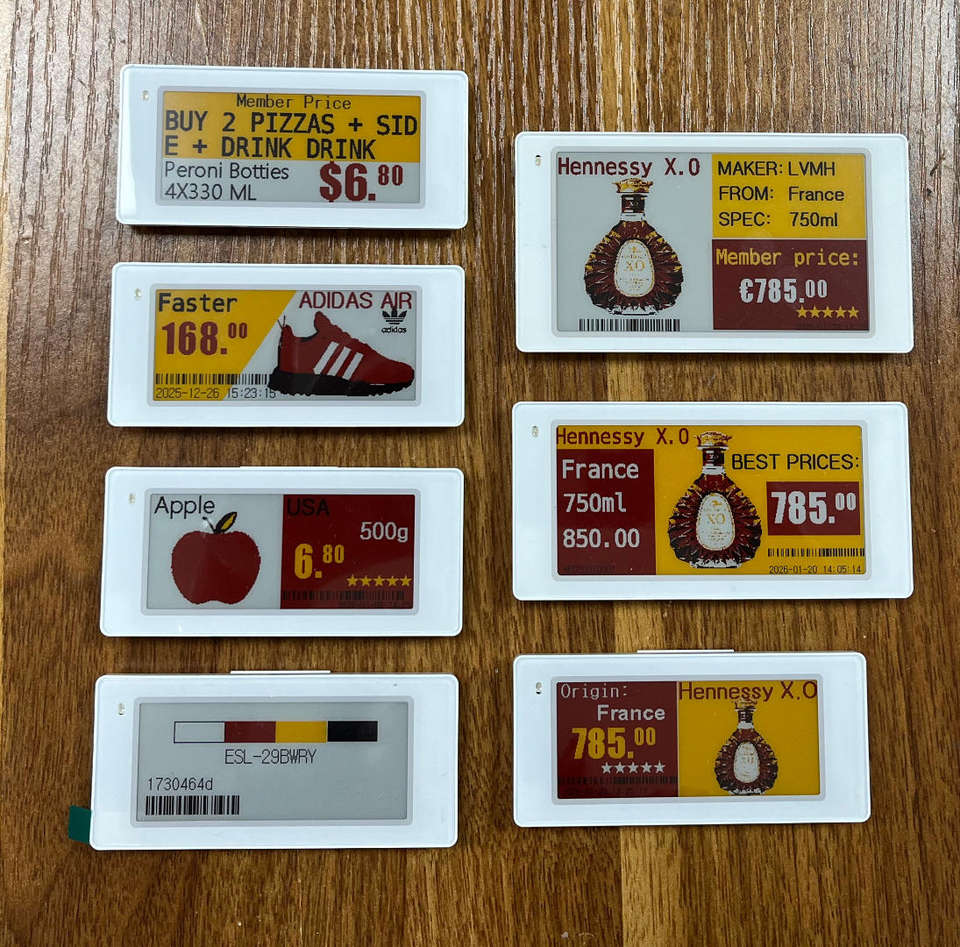 Member Price
BUY 2 PIZZAS + SID
E + DRINK DRINK
Peroni Botties
4X330 ML
$6.80
Faster
168.00
ADIDAS AIR
adidas
2025-12-26 15:23:15
Apple
USA
500g
6.80
ESL-29BWRY
1730464d
Hennessy X.O
XO
MAKER: LVMH
FROM: France
SPEC: 750ml
Member price:
€785.00
Hennessy X.O
France
750ml
850.00
XO
BEST PRICES:
785.00
2026-01-20 14:05:14
Origin:
France
785.00
Hennessy X.O
XO